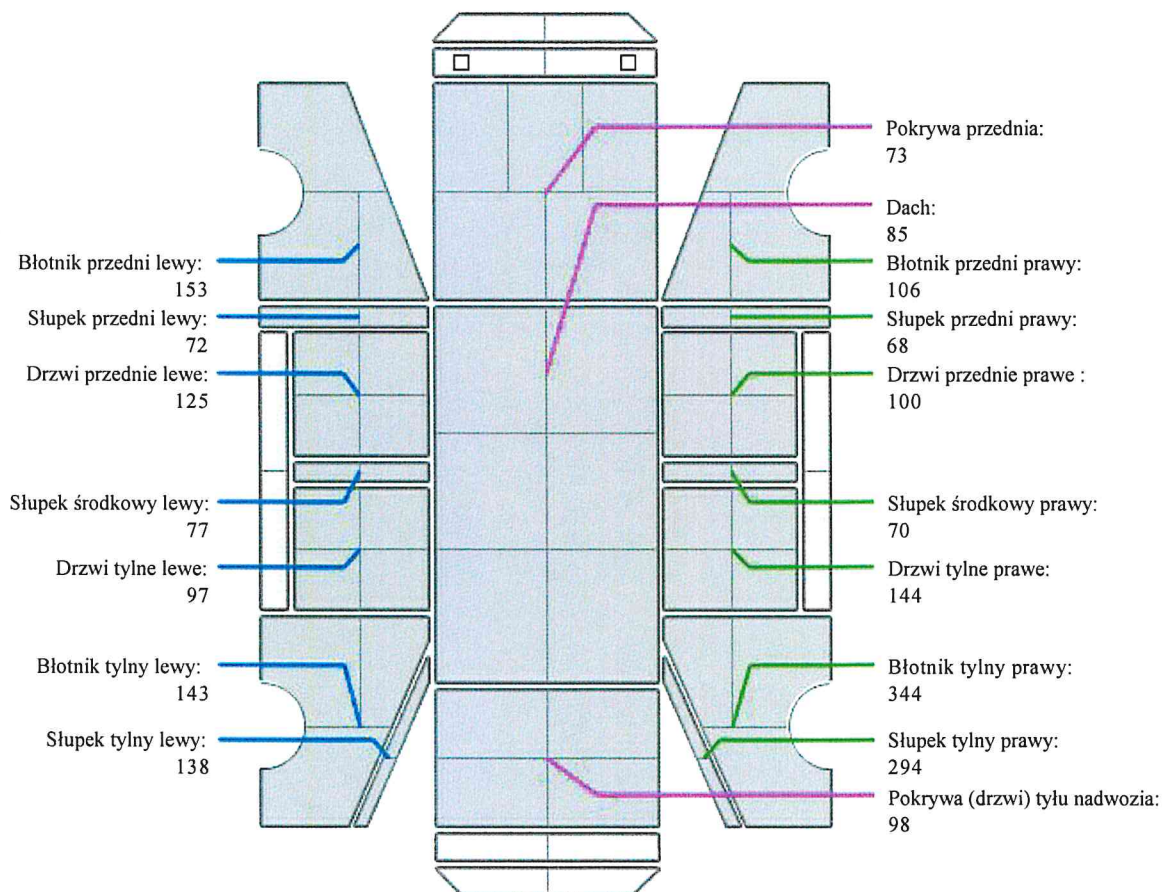 Pokrywa przednia:
73
Dach:
85
Błotnik przedni lewy:
153
Błotnik przedni prawy:
106
Słupek przedni lewy:
72
Słupek przedni prawy:
68
Drzwi przednie lewe:
125
Drzwi przednie prawe :
100
Słupek środkowy lewy:
77
Słupek środkowy prawy:
70
Drzwi tylne lewe:
97
Drzwi tylne prawe:
144
Błotnik tylny lewy:
143
Błotnik tylny prawy:
344
Słupek tylny lewy:
138
Słupek tylny prawy:
294
Pokrywa (drzwi) tyłu nadwozia:
98